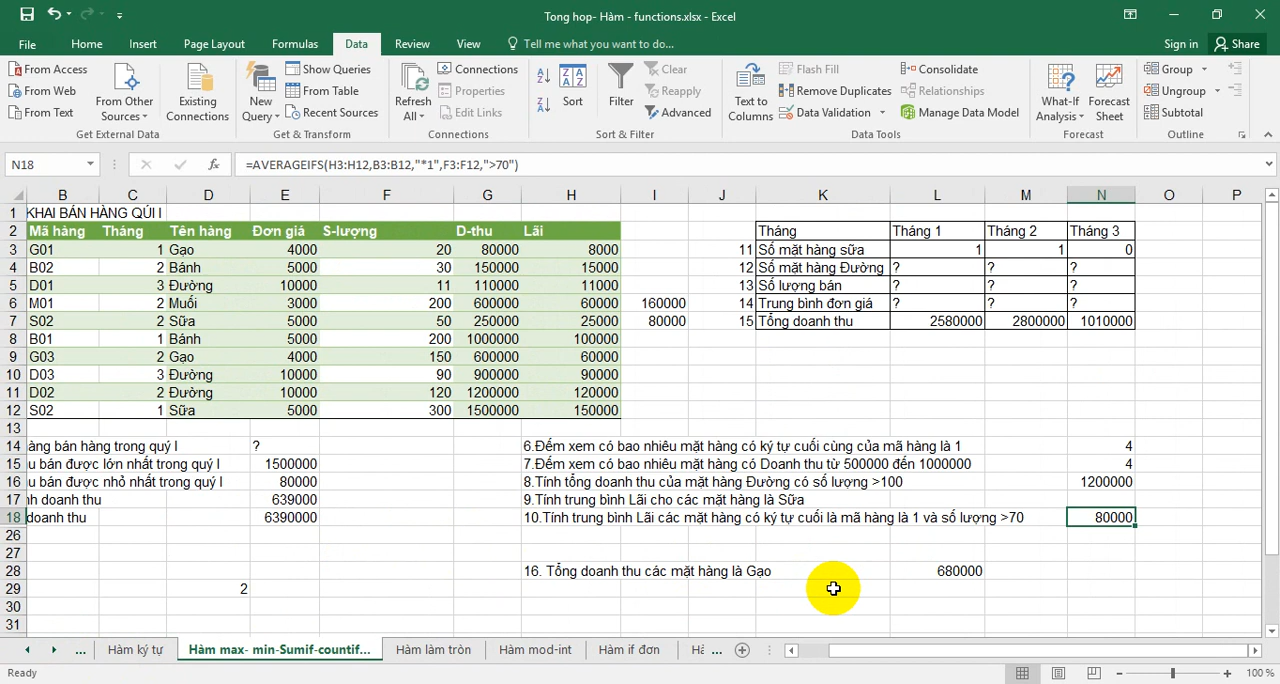 Tong hop- Hàm - functions.xlsx - Excel
File Home Insert Page Layout Formulas Data Review View Tell me what you want to do... Sign in Share
From Access
From Web
From Text
From Other Sources
Existing Connections
Get External Data
New Query
Show Queries
From Table
Recent Sources
Get & Transform
Refresh All
Connections
Properties
Edit Links
Connections
Sort
Filter
Clear
Reapply
Advanced
Sort & Filter
Text to Columns
Flash Fill
Remove Duplicates
Data Validation
Consolidate
Relationships
Manage Data Model
Data Tools
What-If Analysis
Forecast Sheet
Forecast
Group
Ungroup
Subtotal
Outline
N18 fx =AVERAGEIFS(H3:H12,B3:B12,"*1",F3:F12,">70")
B C D E F G H I J K L M N O P
1 KHAI BÁN HÀNG QÚI I
2 Mã hàng Tháng Tên hàng Đơn giá S-lượng D-thu Lãi Tháng Tháng 1 Tháng 2 Tháng 3
3 G01 1 Gạo 4000 20 80000 8000 11 Số mặt hàng sữa 1 1 0
4 B02 2 Bánh 5000 30 150000 15000 12 Số mặt hàng Đường ? ? ?
5 D01 3 Đường 10000 11 110000 11000 13 Số lượng bán ? ? ?
6 M01 2 Muối 3000 200 600000 60000 160000 14 Trung bình đơn giá ? ? ?
7 S02 2 Sữa 5000 50 250000 25000 80000 15 Tổng doanh thu 2580000 2800000 1010000
8 B01 1 Bánh 5000 200 1000000 100000
9 G03 2 Gạo 4000 150 600000 60000
10 D03 3 Đường 10000 90 900000 90000
11 D02 2 Đường 10000 120 1200000 120000
12 S02 1 Sữa 5000 300 1500000 150000
13
14 àng bán hàng trong quý I ? 6.Đếm xem có bao nhiêu mặt hàng có ký tự cuối cùng của mã hàng là 1 4
15 u bán được lớn nhất trong quý I 1500000 7.Đếm xem có bao nhiêu mặt hàng có Doanh thu từ 500000 đến 1000000 4
16 u bán được nhỏ nhất trong quý I 80000 8.Tính tổng doanh thu của mặt hàng Đường có số lượng >100 1200000
17 nh doanh thu 639000 9.Tính trung bình Lãi cho các mặt hàng là Sữa
18 doanh thu 6390000 10.Tính trung bình Lãi các mặt hàng có ký tự cuối là mã hàng là 1 và số lượng >70 80000
26
27
28 16. Tổng doanh thu các mặt hàng là Gạo 680000
29 2
30
31
... Hàm ký tự Hàm max- min-Sumif-countif... Hàm làm tròn Hàm mod-int Hàm if đơn Hà ...
Ready 100 %